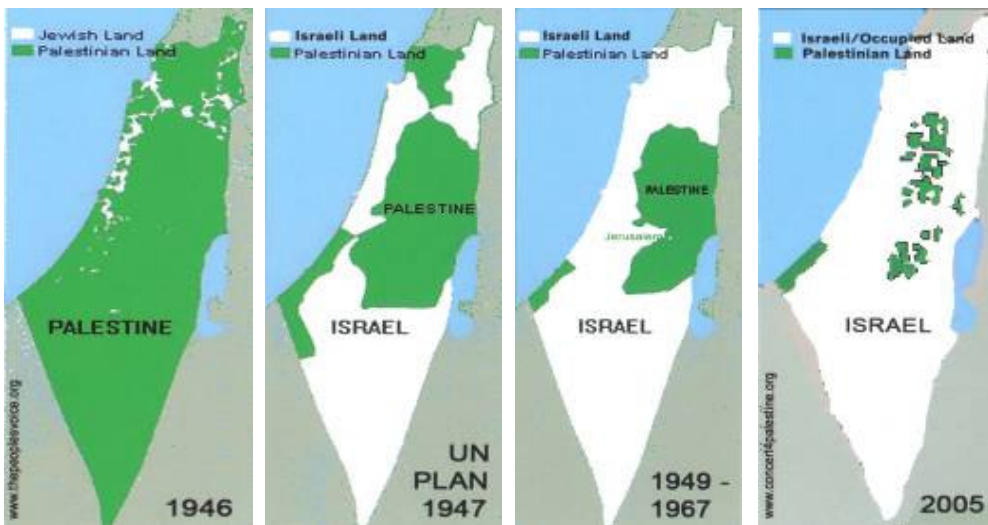 Jewish Land
Palestinian Land
PALESTINE
www.thepeoplesvoice.org
1946
Israeli Land
Palestinian Land
PALESTINE
ISRAEL
UN
PLAN
1947
Israeli Land
Palestinian Land
PALESTINE
Jerusalem
ISRAEL
1949 -
1967
Israeli/Occupied Land
Palestinian Land
ISRAEL
www.concert4palestine.org
2005